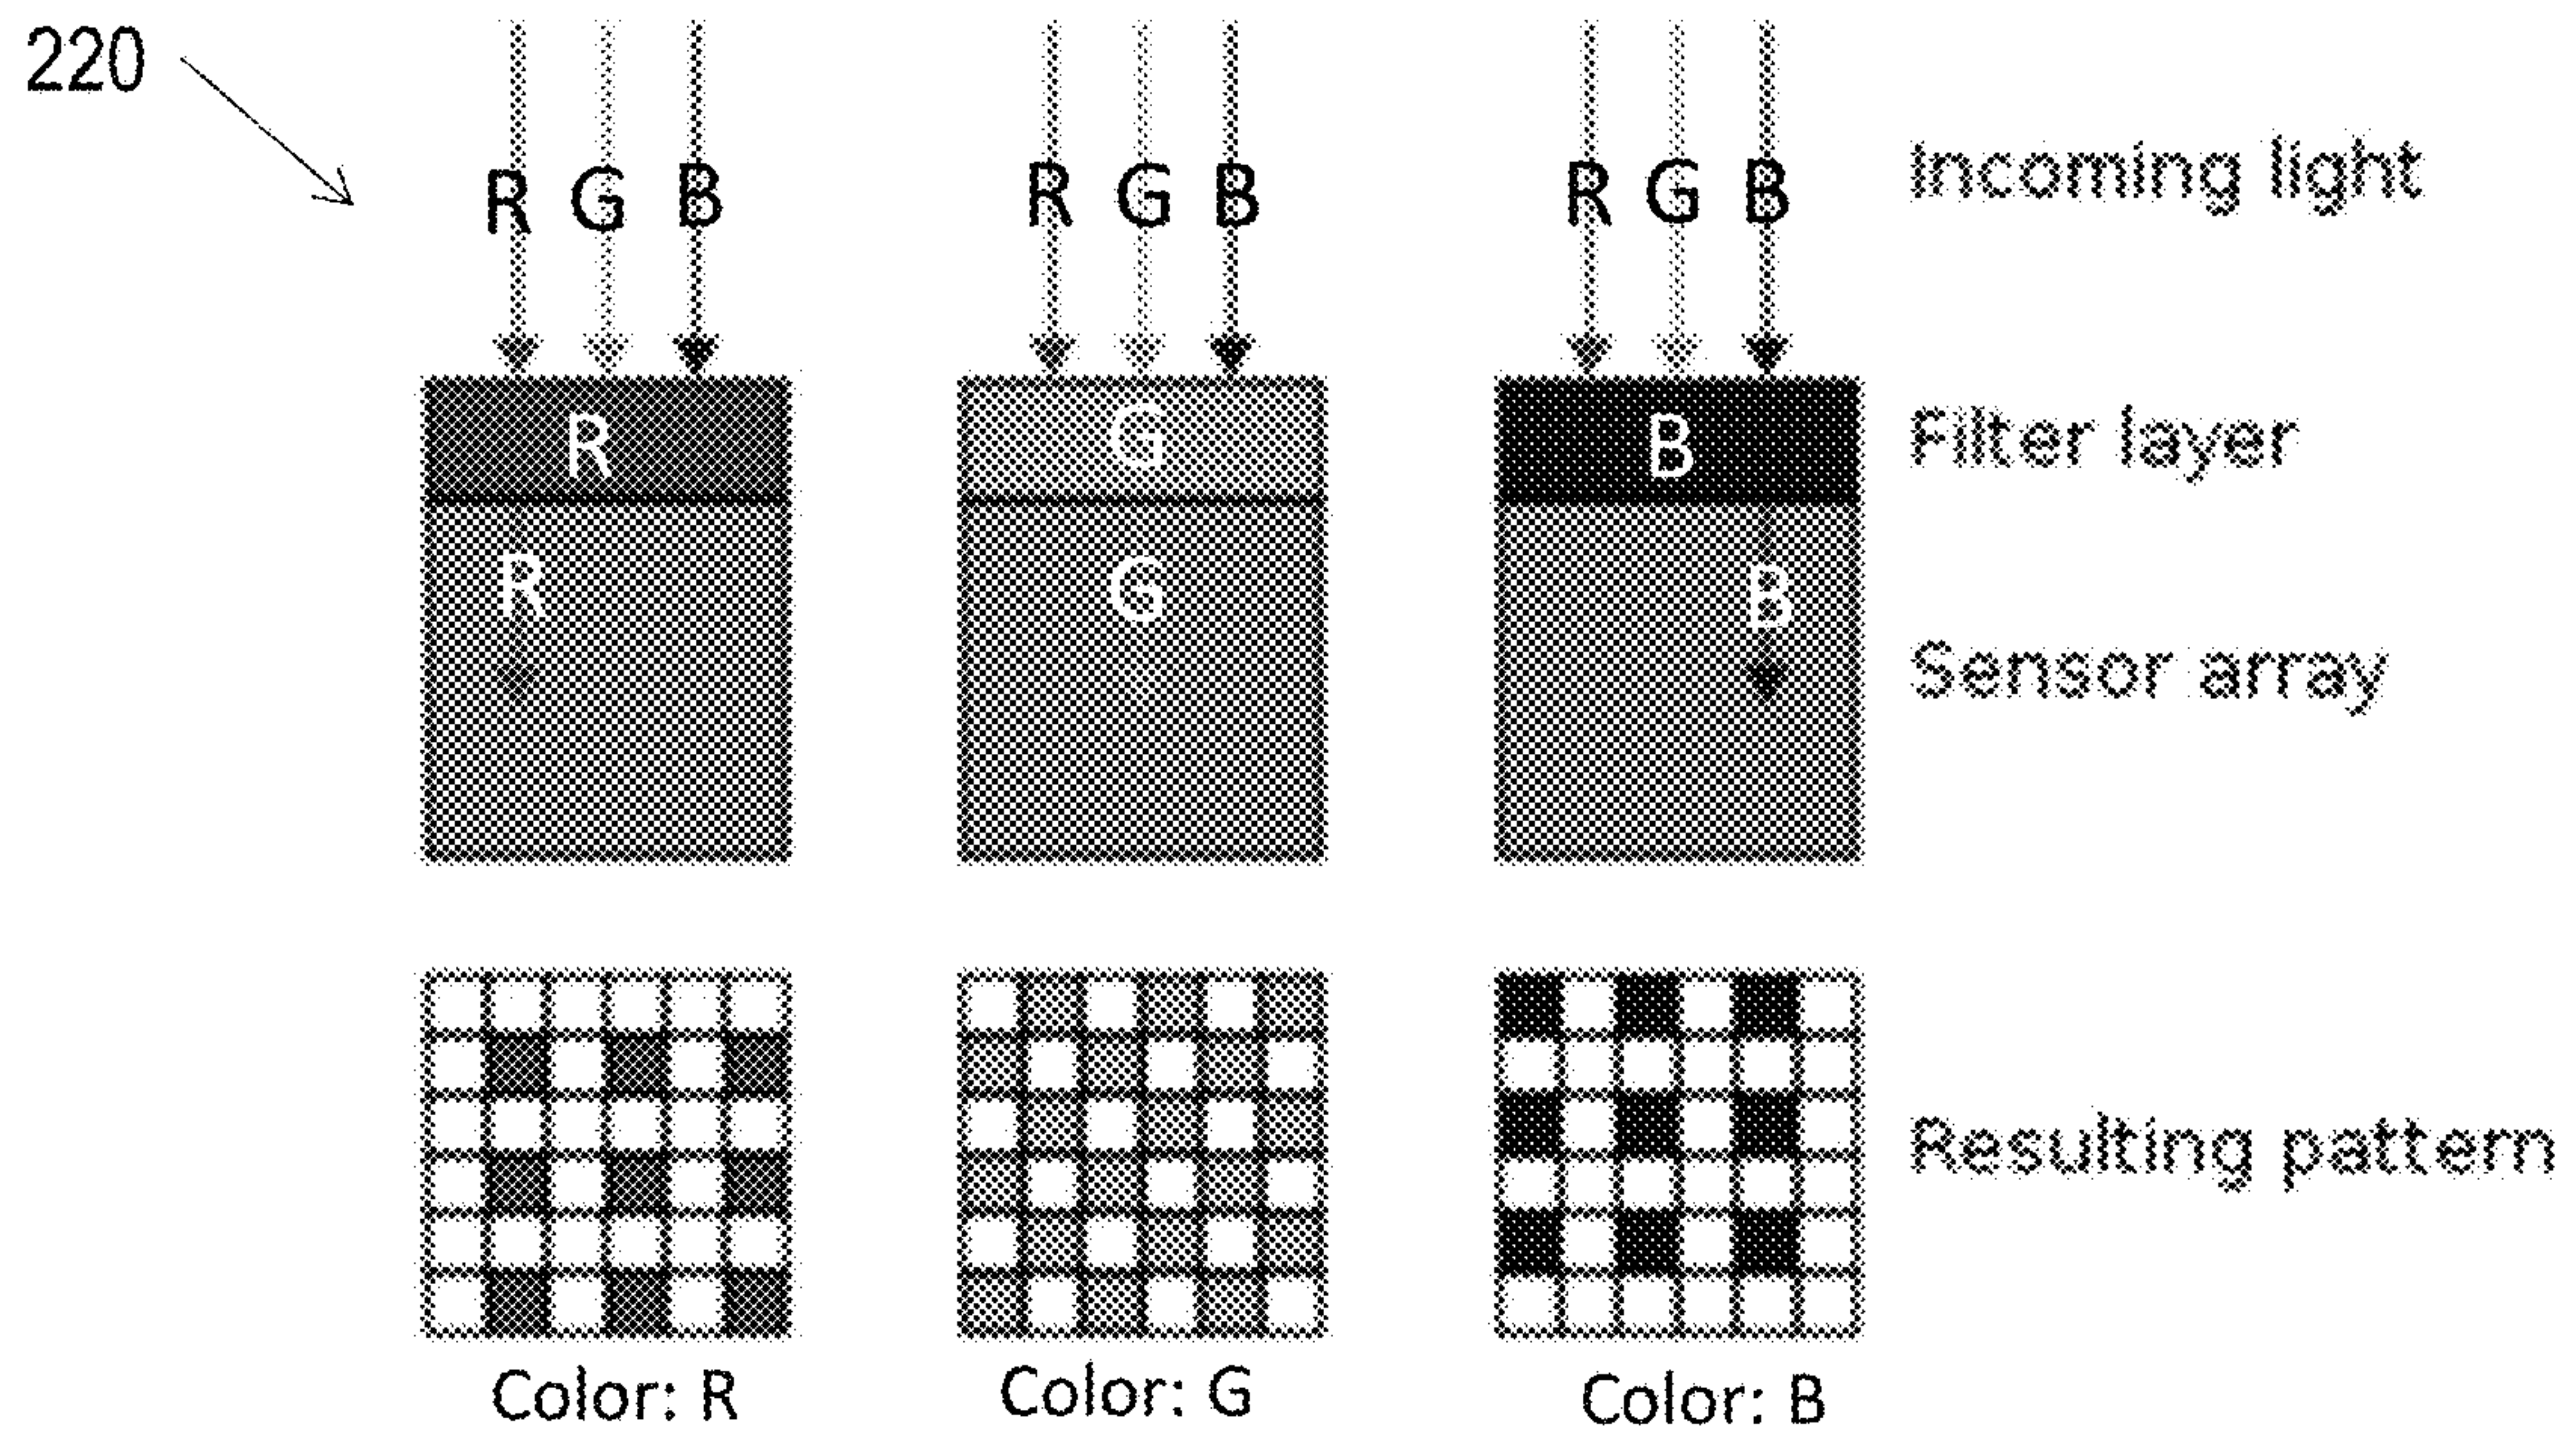 220
R G B R G B R G B Incoming light
R G B Filter layer
R G B
Sensor array
Resulting pattern
Color: R Color: G Color: B